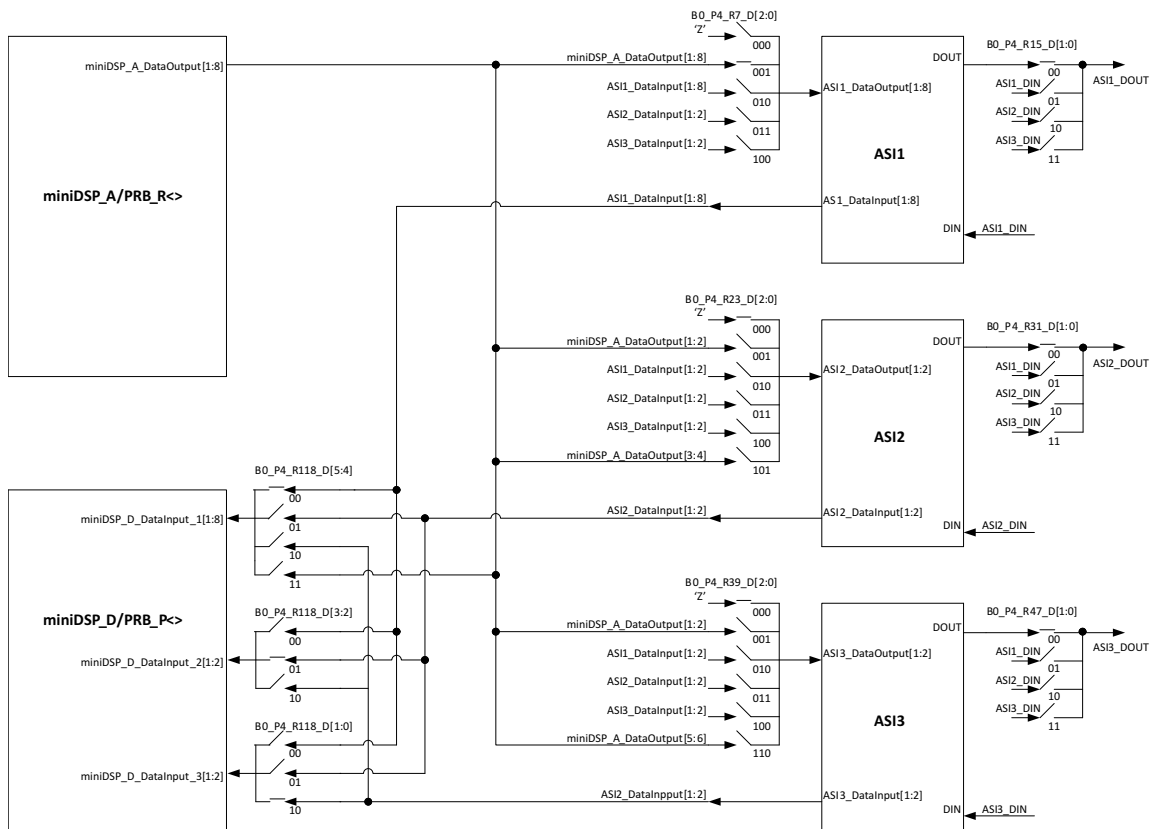 B0_P4_R7_D[2:0]
'Z'
000
miniDSP_A_DataOutput[1:8]
miniDSP_A_DataOutput[1:8]
001
ASI1_DataInput[1:8]
010
ASI2_DataInput[1:2]
011
ASI3_DataInput[1:2]
100
ASI1_DataOutput[1:8]
DOUT
ASI1
AS1_DataInput[1:8]
DIN
ASI1_DIN
B0_P4_R15_D[1:0]
00
ASI1_DIN
01
ASI2_DIN
10
ASI3_DIN
11
ASI1_DOUT
miniDSP_A/PRB_R<>
ASI1_DataInput[1:8]
B0_P4_R23_D[2:0]
'Z'
000
miniDSP_A_DataOutput[1:2]
001
ASI1_DataInput[1:2]
010
ASI2_DataInput[1:2]
011
ASI3_DataInput[1:2]
100
miniDSP_A_DataOutput[3:4]
101
ASI2_DataOutput[1:2]
DOUT
ASI2
ASI2_DataInput[1:2]
DIN
ASI2_DIN
B0_P4_R31_D[1:0]
00
ASI1_DIN
01
ASI2_DIN
10
ASI3_DIN
11
ASI2_DOUT
B0_P4_R118_D[5:4]
00
miniDSP_D_DataInput_1[1:8]
01
10
11
ASI2_DataInput[1:2]
miniDSP_D/PRB_P<>
B0_P4_R118_D[3:2]
00
miniDSP_D_DataInput_2[1:2]
01
10
B0_P4_R118_D[1:0]
00
miniDSP_D_DataInput_3[1:2]
01
10
B0_P4_R39_D[2:0]
'Z'
000
miniDSP_A_DataOutput[1:2]
001
ASI1_DataInput[1:2]
010
ASI2_DataInput[1:2]
011
ASI3_DataInput[1:2]
100
miniDSP_A_DataOutput[5:6]
110
ASI2_DataInpput[1:2]
ASI3_DataOutput[1:2]
DOUT
ASI3
ASI3_DataInput[1:2]
DIN
ASI3_DIN
B0_P4_R47_D[1:0]
00
ASI1_DIN
01
ASI2_DIN
10
ASI3_DIN
11
ASI3_DOUT